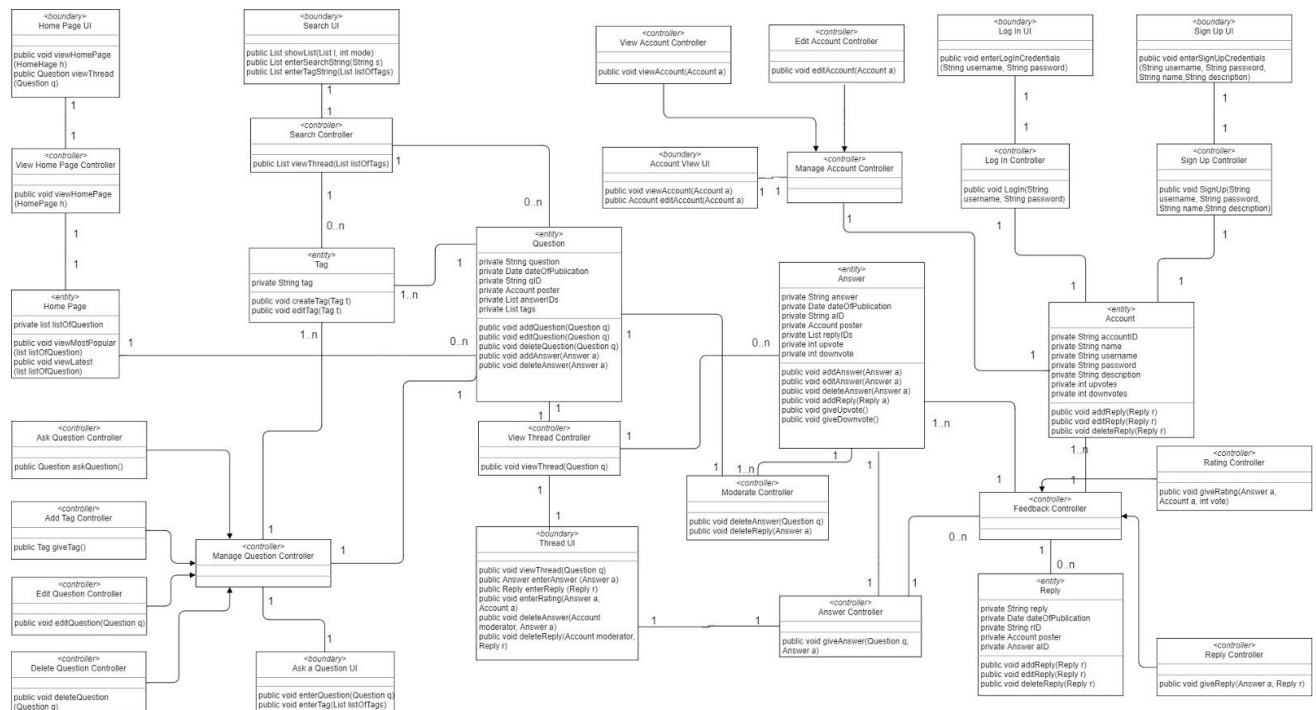 <boundary>
Home Page UI
public void viewHomePage
(HomeHage h)
public Question viewThread
(Question q)
1
1
<controller>
View Home Page Controller
public void viewHomePage
(HomePage h)
1
1
<entity>
Home Page
private list listOfQuestion
public void viewMostPopular
(list listOfQuestion)
public void viewLatest
(list listOfQuestion)
1
0..n
<boundary>
Search UI
public List showList(List l, int mode)
public List enterSearchString(String s)
public List enterTagString(List listOfTags)
1
1
<controller>
Search Controller
public List viewThread(List listOfTags)
1
0..n
1
0..n
<entity>
Tag
private String tag
public void createTag(Tag t)
public void editTag(Tag t)
1
1..n
1..n
1
<entity>
Question
private String question
private Date dateOfPublication
private String qID
private Account poster
private List answerIDs
private List tags
public void addQuestion(Question q)
public void editQuestion(Question q)
public void deleteQuestion(Question q)
public void addAnswer(Answer a)
public void deleteAnswer(Answer a)
1
1
1
1
<controller>
View Thread Controller
public void viewThread(Question q)
1
0..n
1
1
<boundary>
Thread UI
public void viewThread(Question q)
public Answer enterAnswer (Answer a)
public Reply enterReply (Reply r)
public void enterRating(Answer a,
Account a)
public void deleteAnswer(Account
moderator, Answer a)
public void deleteReply(Account moderator,
Reply r)
1
1
<controller>
Ask Question Controller
public Question askQuestion()
<controller>
Add Tag Controller
public Tag giveTag()
<controller>
Edit Question Controller
public void editQuestion(Question q)
<controller>
Delete Question Controller
public void deleteQuestion
(Question q)
<controller>
Manage Question Controller
1
1
1
<boundary>
Ask a Question UI
public void enterQuestion(Question q)
public void enterTag(List listOfTags)
<controller>
View Account Controller
public void viewAccount(Account a)
<controller>
Edit Account Controller
public void editAccount(Account a)
<boundary>
Account View UI
public void viewAccount(Account a)
public Account editAccount(Account a)
1
1
<controller>
Manage Account Controller
1
1
<boundary>
Log In UI
public void enterLogInCredentials
(String username, String password)
1
1
<controller>
Log In Controller
public void LogIn(String
username, String password)
1
1
<boundary>
Sign Up UI
public void enterSignUpCredentials
(String username, String password,
String name,String description)
1
1
<controller>
Sign Up Controller
public void SignUp(String
username, String password,
String name,String description)
1
1
<entity>
Answer
private String answer
private Date dateOfPublication
private String aID
private Account poster
private List replyIDs
private int upvote
private int downvote
public void addAnswer(Answer a)
public void editAnswer(Answer a)
public void deleteAnswer(Answer a)
public void addReply(Reply a)
public void giveUpvote()
public void giveDownvote()
1
1
1..n
<entity>
Account
private String accountID
private String name
private String username
private String password
private String description
private int upvotes
private int downvotes
public void addReply(Reply r)
public void editReply(Reply r)
public void deleteReply(Reply r)
1..n
1
1
1..n
<controller>
Moderate Controller
public void deleteAnswer(Question q)
public void deleteReply(Answer a)
<controller>
Rating Controller
public void giveRating(Answer a,
Account a, int vote)
1
<controller>
Feedback Controller
0..n
1
0..n
<entity>
Reply
private String reply
private Date dateOfPublication
private String rID
private Account poster
private Answer aID
public void addReply(Reply r)
public void editReply(Reply r)
public void deleteReply(Reply r)
1
1
<controller>
Answer Controller
public void giveAnswer(Question q,
Answer a)
<controller>
Reply Controller
public void giveReply(Answer a, Reply r)